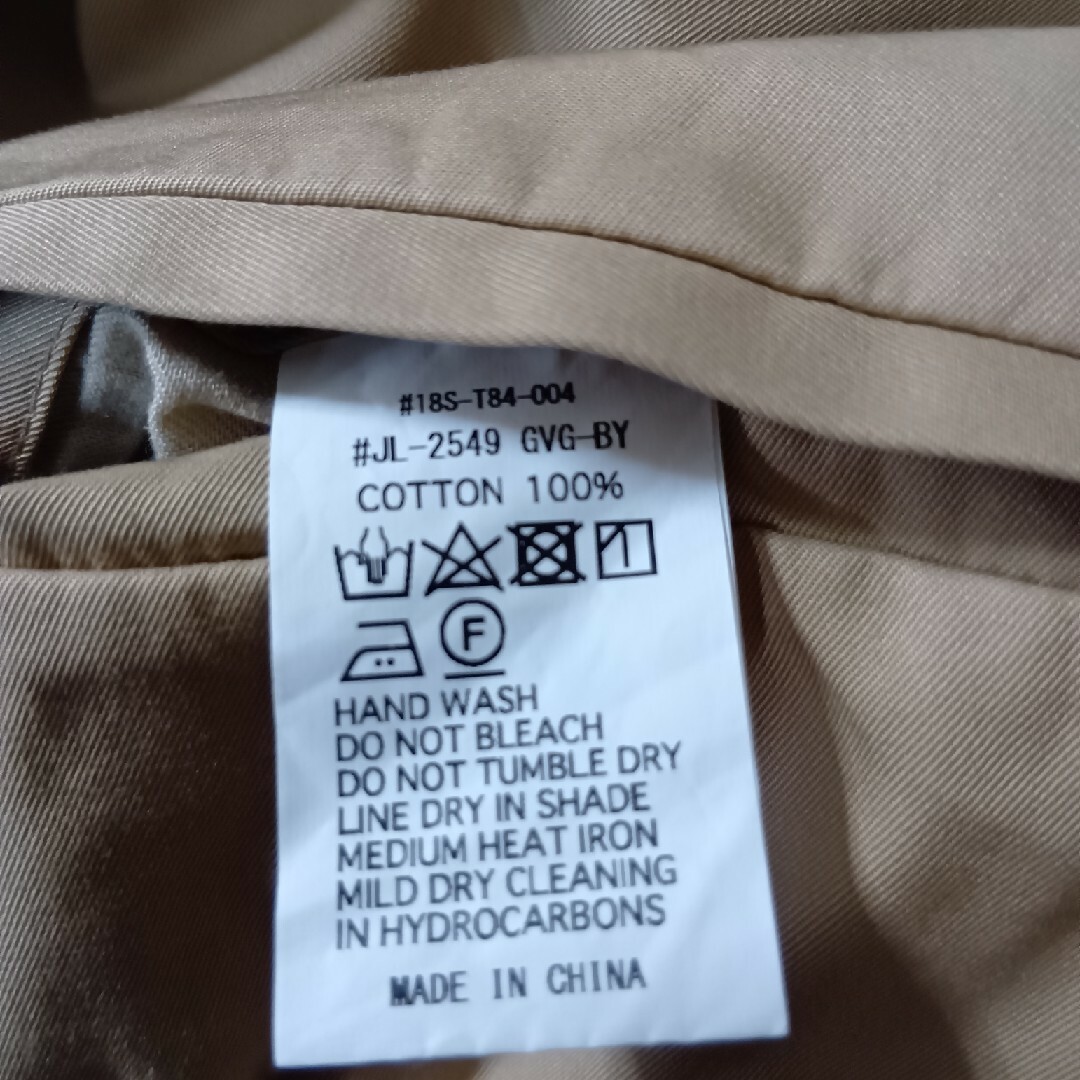 #18S-T84-004
#JL-2549 GVG-BY
COTTON 100%
F
HAND WASH
DO NOT BLEACH
DO NOT TUMBLE DRY
LINE DRY IN SHADE
MEDIUM HEAT IRON
MILD DRY CLEANING
IN HYDROCARBONS
MADE IN CHINA